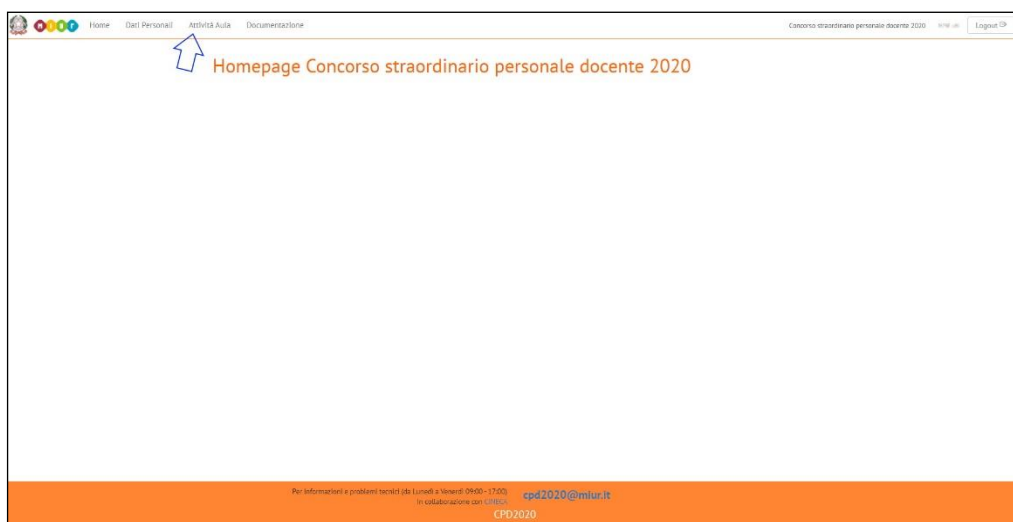 miur Home Dati Personali Attività Aula Documentazione Concorso straordinario personale docente 2020 Logout
Homepage Concorso straordinario personale docente 2020
Per informazioni e problemi tecnici (da Lunedì a Venerdì 09:00 - 17:00) cpd2020@miur.it
In collaborazione con CINECA
CPD2020